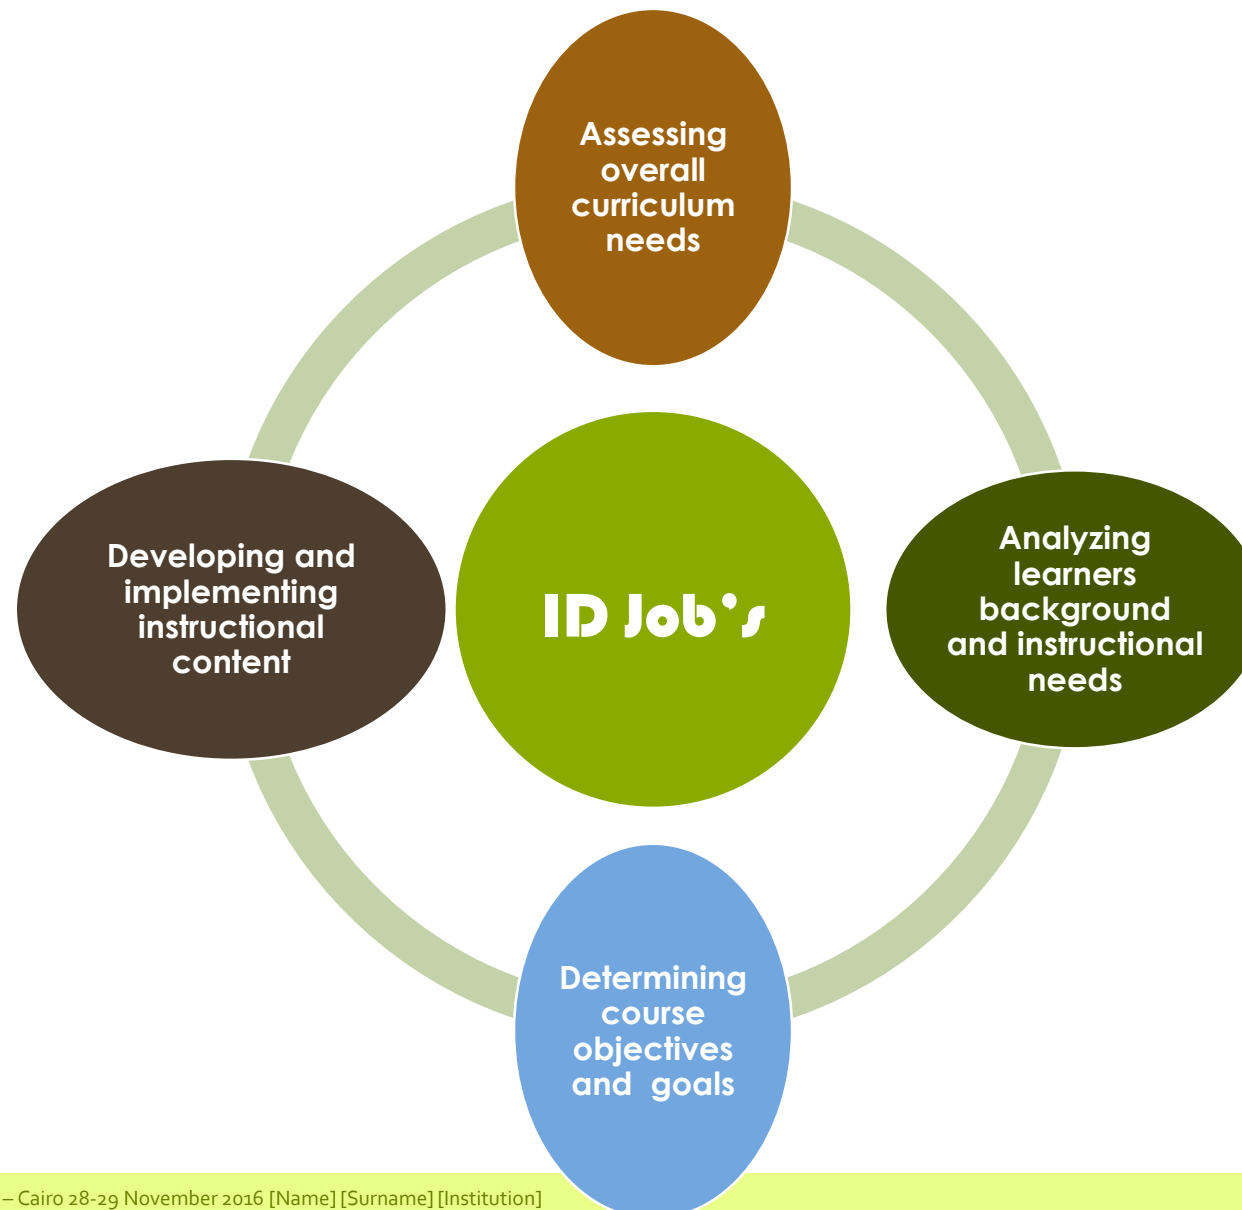 Assessing
overall
curriculum
needs
Developing and
implementing
instructional
content
ID Job's
Analyzing
learners
background
and instructional
needs
Determining
course
objectives
and goals
– Cairo 28-29 November 2016 [Name] [Surname] [Institution]